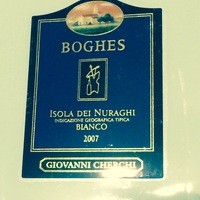 BOGHES
ISOLA DEI NURAGHI
INDICAZIONE GEOGRAFICA TIPICA
BIANCO
2007
GIOVANNI CHERCHI